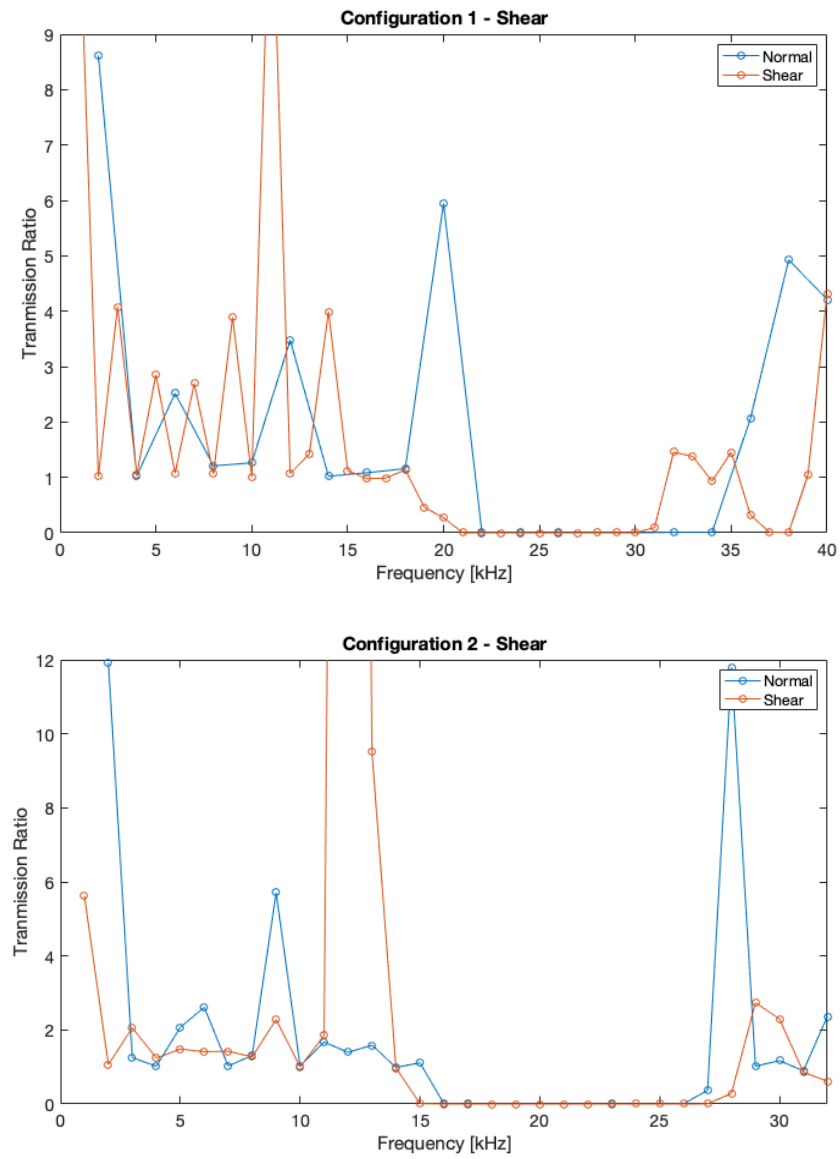 Configuration 1 - Shear
Normal
Shear
9
8
7
6
5
4
3
2
1
0
Tranmission Ratio
0 5 10 15 20 25 30 35 40
Frequency [kHz]
Configuration 2 - Shear
Normal
Shear
12
10
8
6
4
2
0
Tranmission Ratio
0 5 10 15 20 25 30
Frequency [kHz]